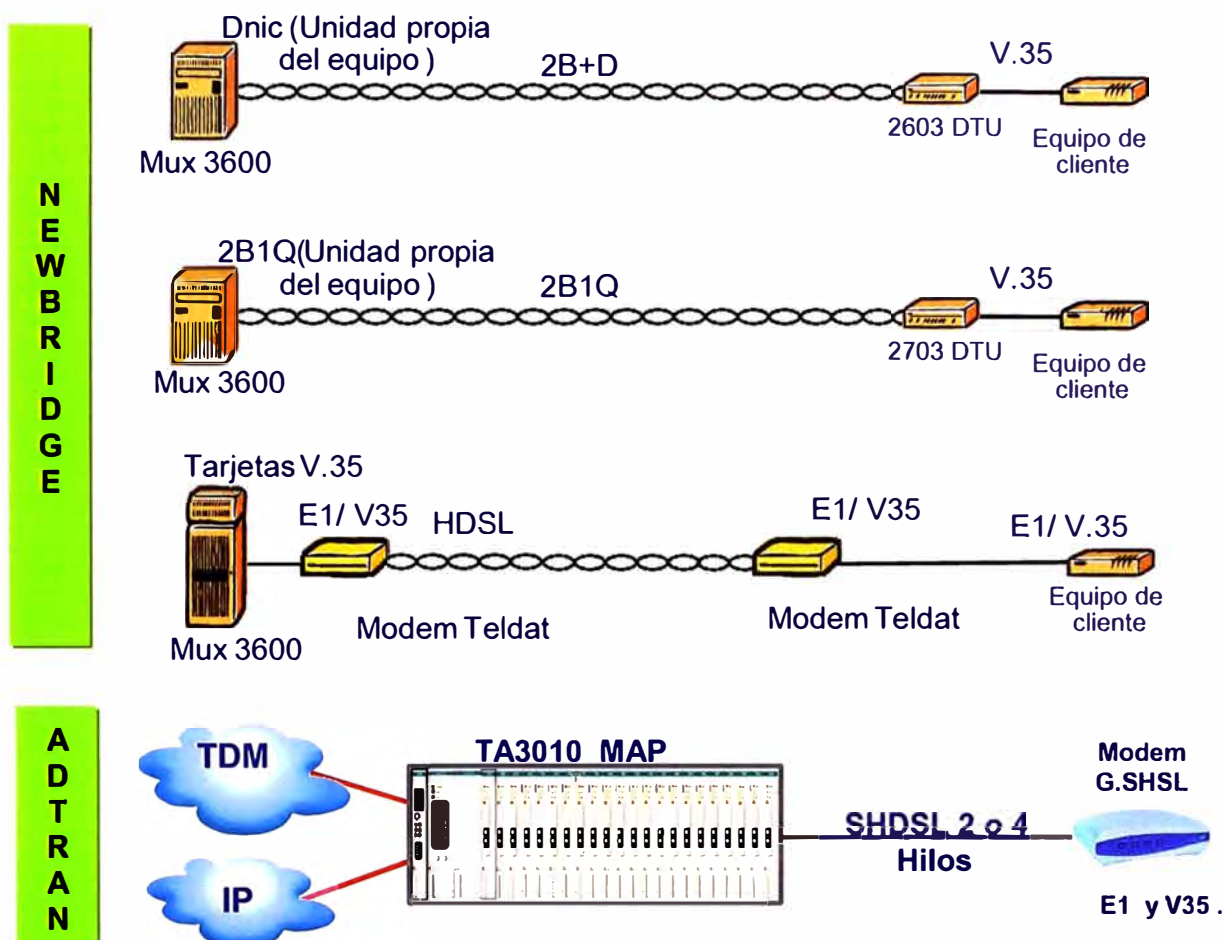 NEWBRIDGE
Dnic (Unidad propia
del equipo )
2B+D
V.35
Mux 3600
2603 DTU
Equipo de
cliente
2B1Q(Unidad propia
del equipo )
2B1Q
V.35
Mux 3600
2703 DTU
Equipo de
cliente
Tarjetas V.35
E1/ V35
HDSL
E1/ V35
E1/ V.35
Mux 3600
Modem Teldat
Modem Teldat
Equipo de
cliente
ADTRAN
TDM
IP
TA3010 MAP
SHDSL 2 o 4
Hilos
Modem
G.SHSL
E1 y V35 .